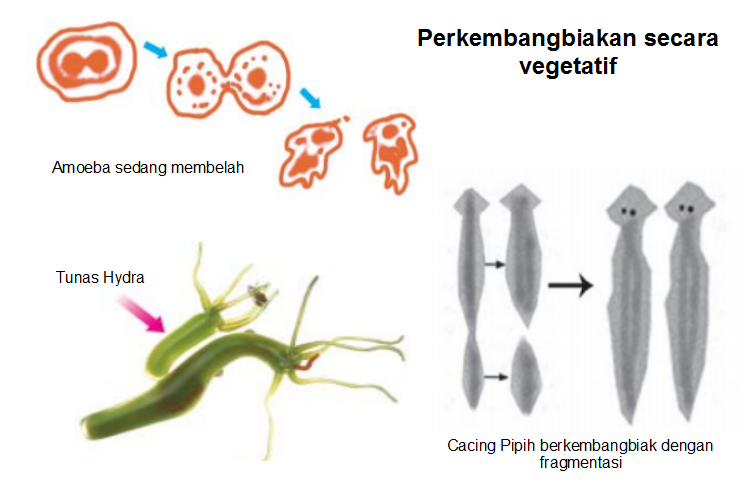 Perkembangbiakan secara
vegetatif
Amoeba sedang membelah
Tunas Hydra
Cacing Pipih berkembangbiak dengan
fragmentasi